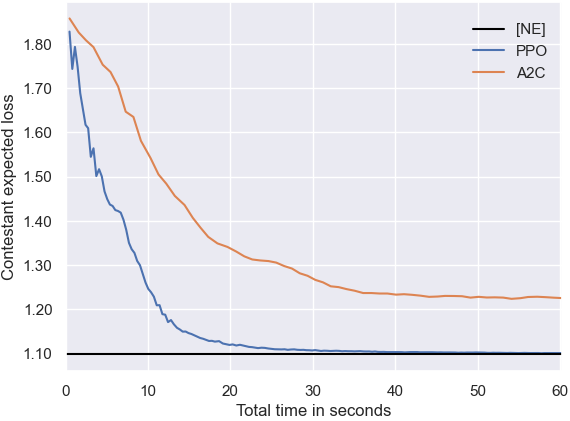 Contestant expected loss
1.80
1.70
1.60
1.50
1.40
1.30
1.20
1.10
[NE]
PPO
A2C
0 10 20 30 40 50 60
Total time in seconds